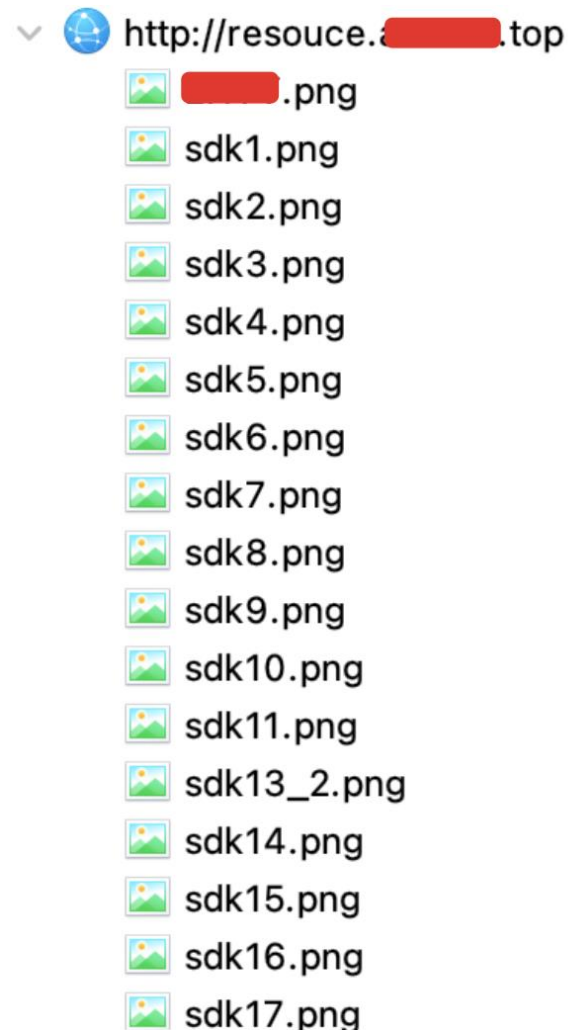 http://resouce.a .top
.png
sdk1.png
sdk2.png
sdk3.png
sdk4.png
sdk5.png
sdk6.png
sdk7.png
sdk8.png
sdk9.png
sdk10.png
sdk11.png
sdk13_2.png
sdk14.png
sdk15.png
sdk16.png
sdk17.png